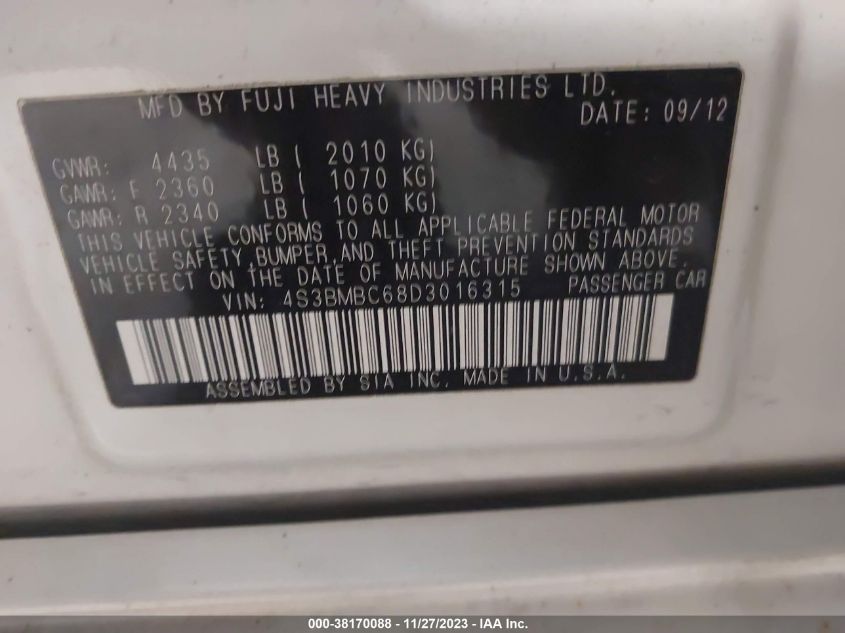 MFD BY FUJI HEAVY INDUSTRIES LTD.
DATE: 09/12
GVWR: 4435 LB ( 2010 KG)
GAWR: F 2360 LB ( 1070 KG)
GAWR: R 2340 LB ( 1060 KG)
THIS VEHICLE CONFORMS TO ALL APPLICABLE FEDERAL MOTOR
VEHICLE SAFETY, BUMPER, AND THEFT PREVENTION STANDARDS
IN EFFECT ON THE DATE OF MANUFACTURE SHOWN ABOVE.
VIN: 4S3BMBC68D3016315 PASSENGER CAR
ASSEMBLED BY SIA INC. MADE IN U.S.A.
000-38170088 - 11/27/2023 - IAA Inc.